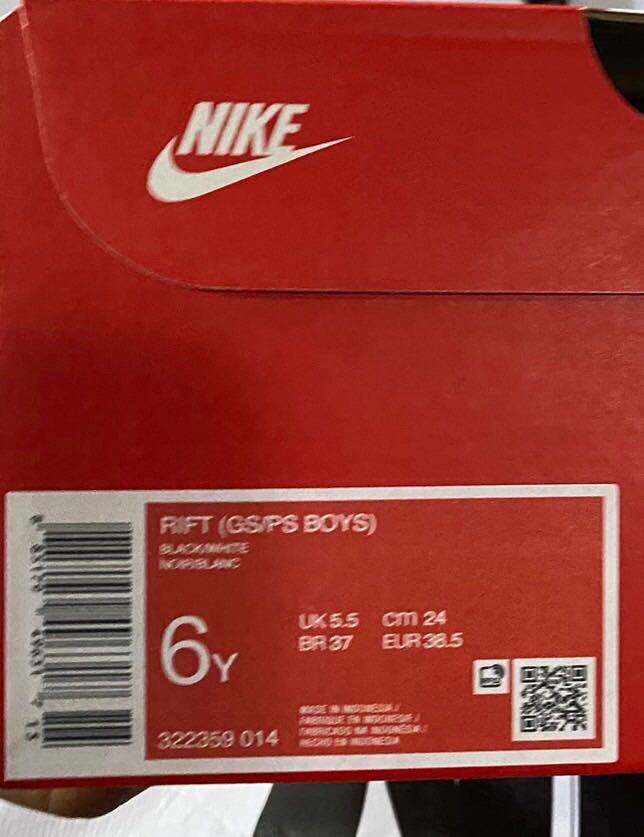 NIKE
RIFT (GS/PS BOYS)
BLACK/WHITE
NOIR/BLANC
6Y
UK 5.5 cm 24
BR 37 EUR 38.5
322359 014
MADE IN INDONESIA /
FABRIQUE EN INDONESIE /
FABRICADO NA INDONESIA /
HECHO EN INDONESIA